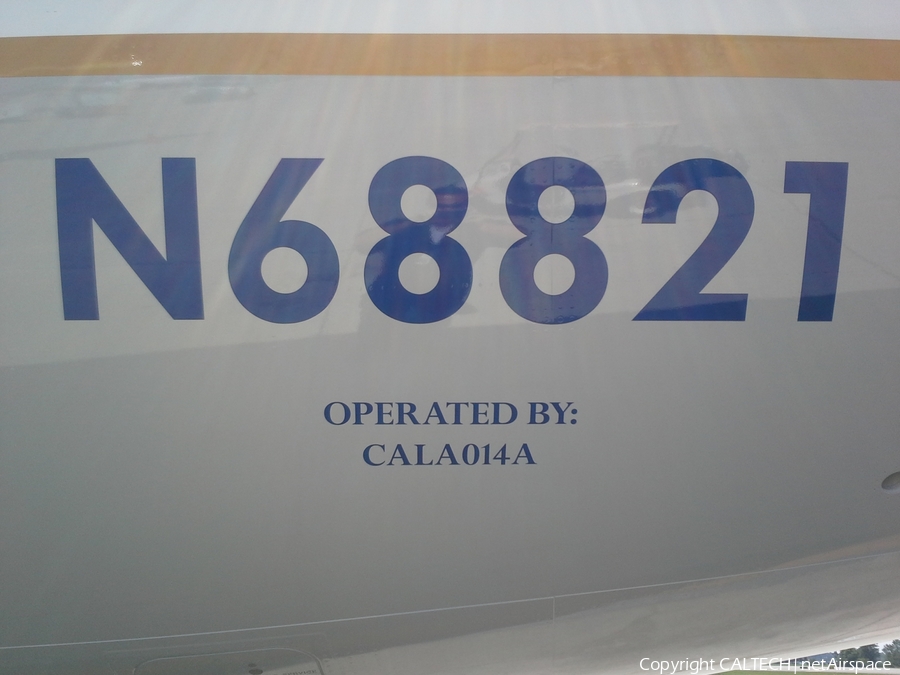 N68821
OPERATED BY:
CALA014A
Copyright CALTECH | netAirspace